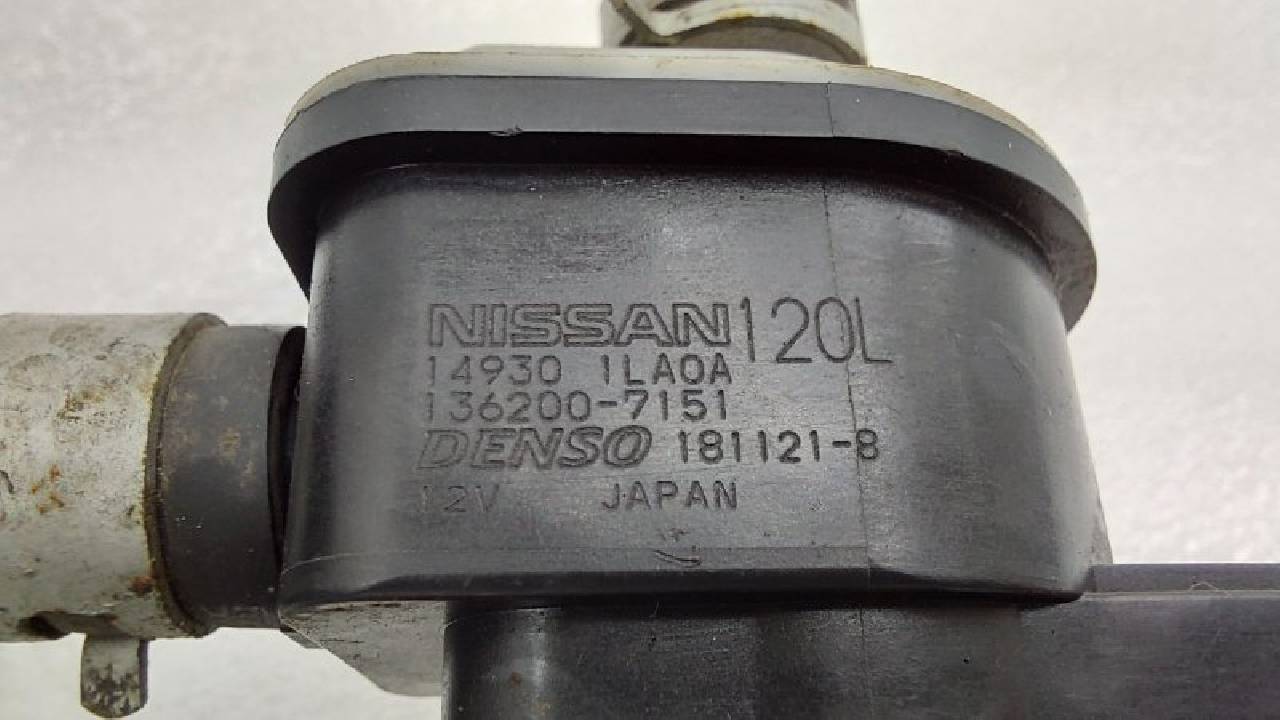 NISSAN 120L
14930 1LA0A
136200-7151
DENSO 181121-8
12V JAPAN